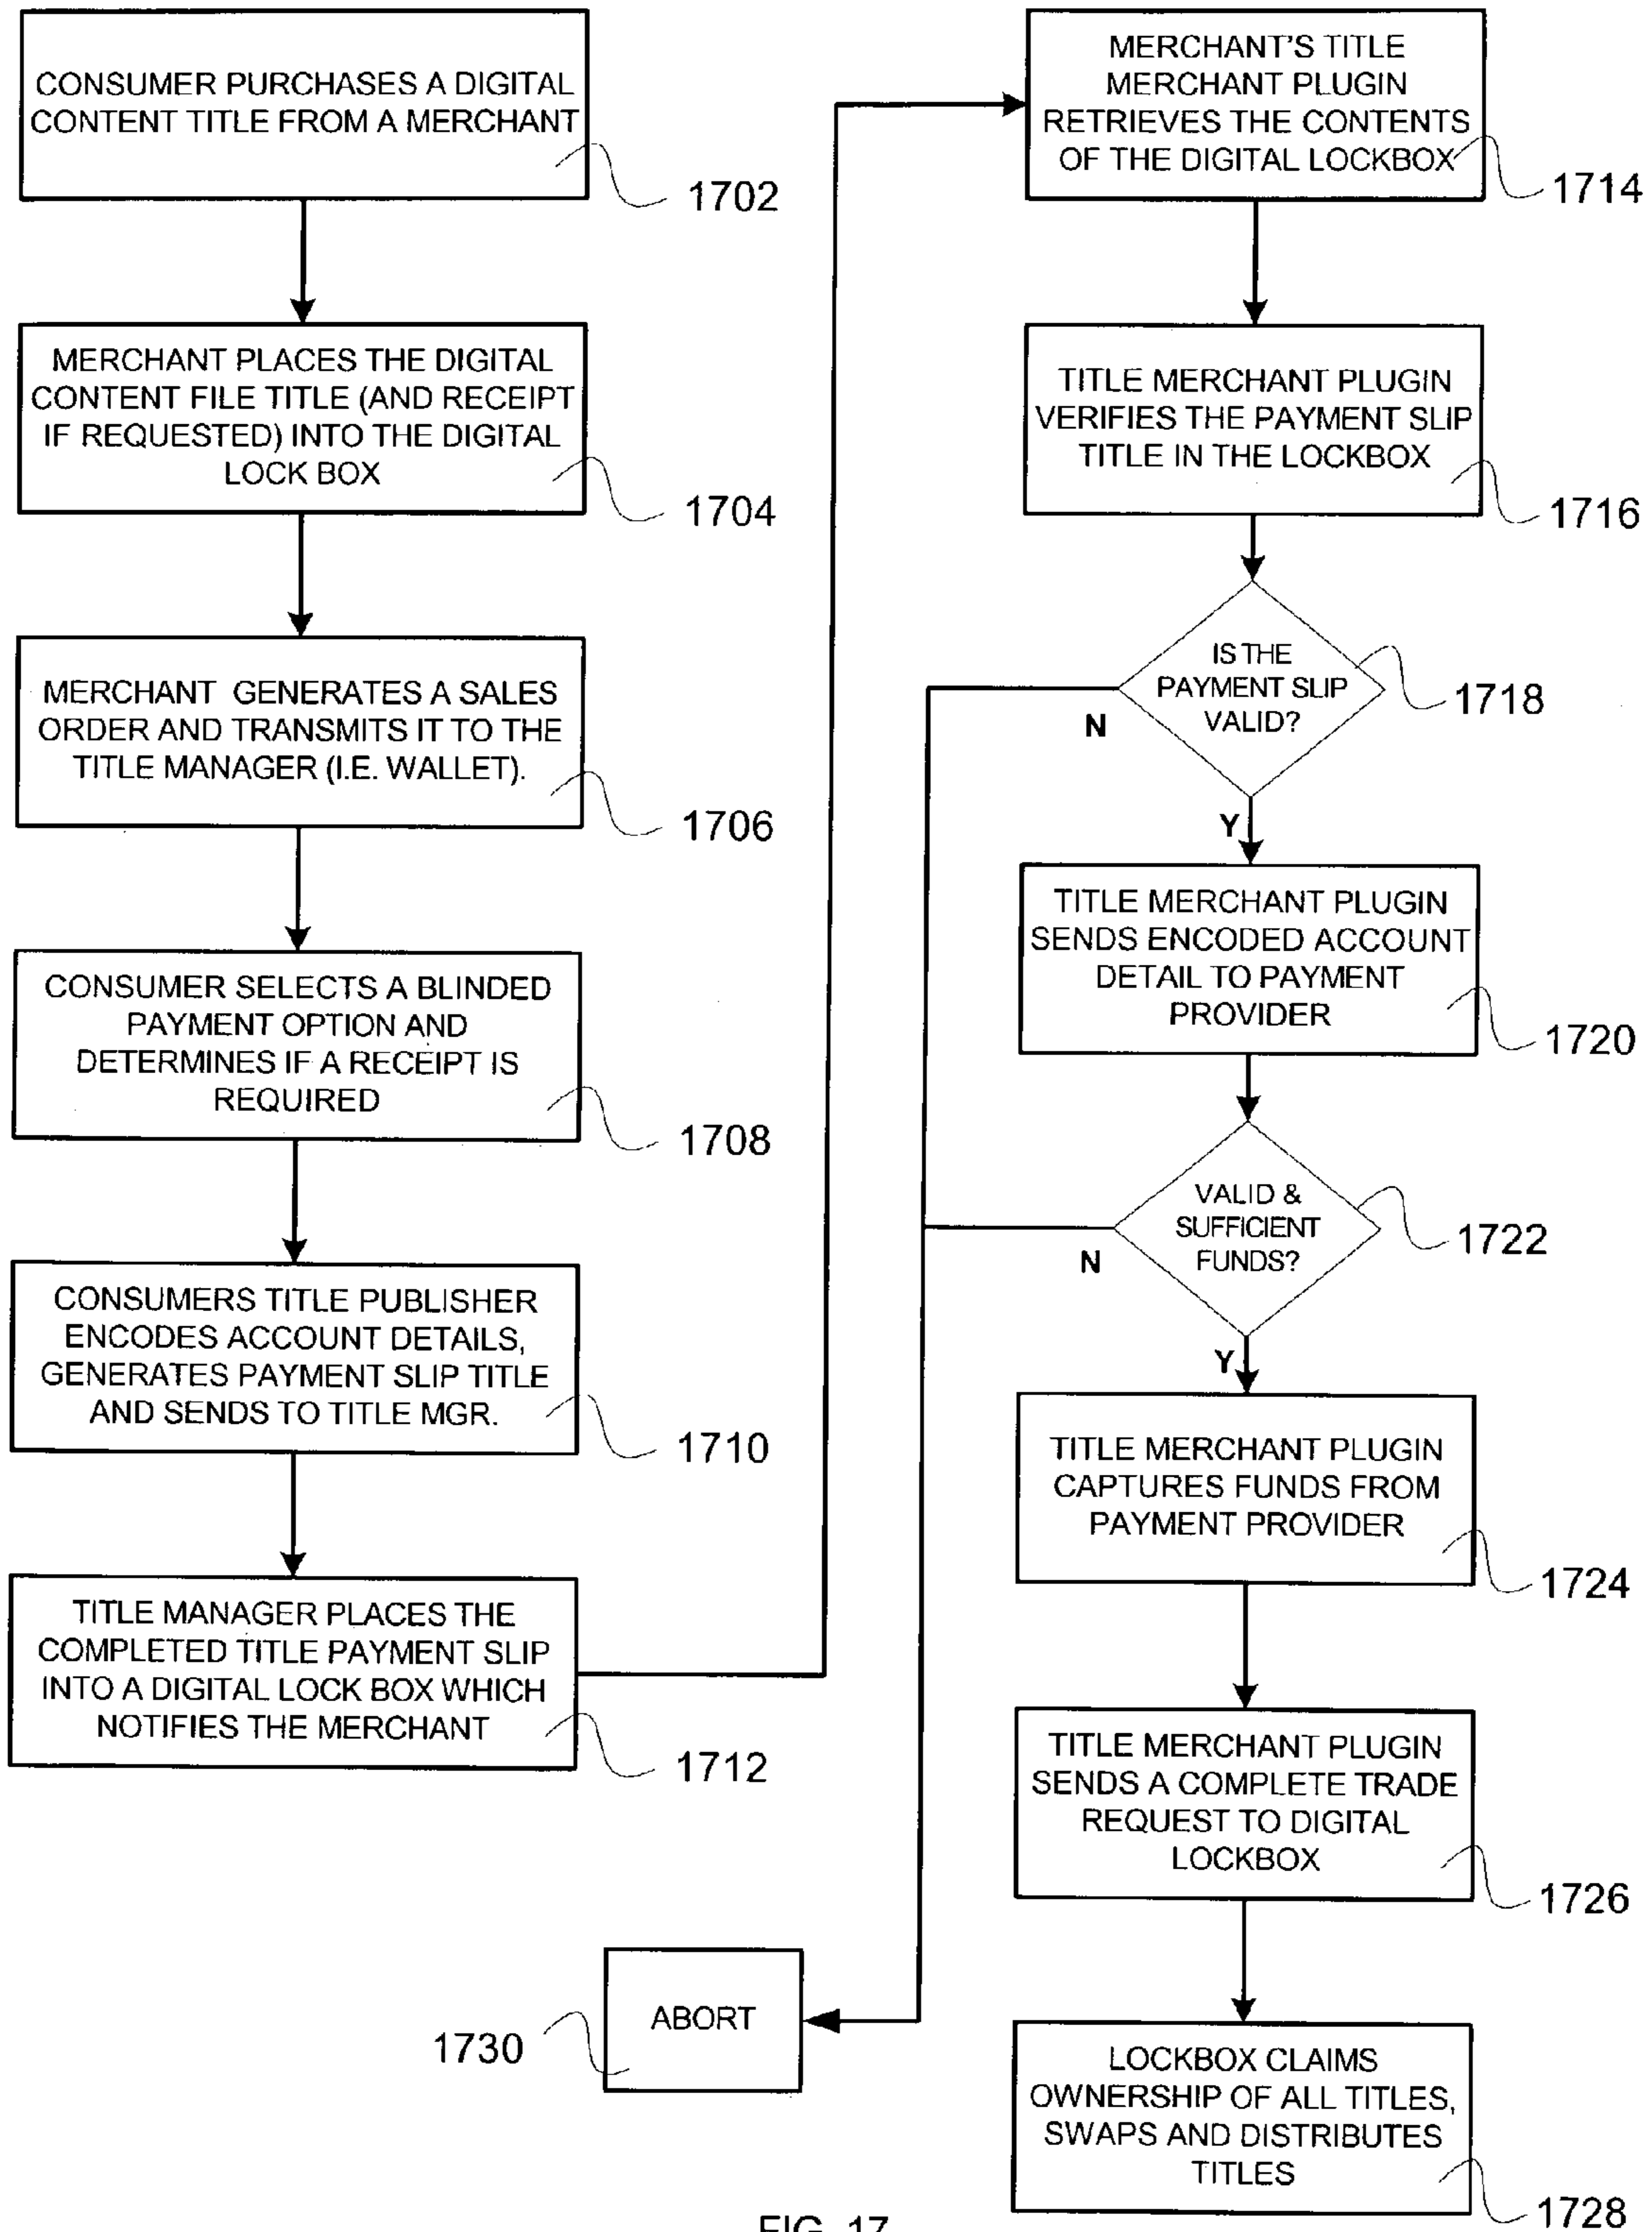 CONSUMER PURCHASES A DIGITAL
CONTENT TITLE FROM A MERCHANT
1702
MERCHANT PLACES THE DIGITAL
CONTENT FILE TITLE (AND RECEIPT
IF REQUESTED) INTO THE DIGITAL
LOCK BOX
1704
MERCHANT GENERATES A SALES
ORDER AND TRANSMITS IT TO THE
TITLE MANAGER (I.E. WALLET).
1706
CONSUMER SELECTS A BLINDED
PAYMENT OPTION AND
DETERMINES IF A RECEIPT IS
REQUIRED
1708
CONSUMERS TITLE PUBLISHER
ENCODES ACCOUNT DETAILS,
GENERATES PAYMENT SLIP TITLE
AND SENDS TO TITLE MGR.
1710
TITLE MANAGER PLACES THE
COMPLETED TITLE PAYMENT SLIP
INTO A DIGITAL LOCK BOX WHICH
NOTIFIES THE MERCHANT
1712
MERCHANT'S TITLE
MERCHANT PLUGIN
RETRIEVES THE CONTENTS
OF THE DIGITAL LOCKBOX
1714
TITLE MERCHANT PLUGIN
VERIFIES THE PAYMENT SLIP
TITLE IN THE LOCKBOX
1716
IS THE
PAYMENT SLIP
VALID?
1718
N
Y
TITLE MERCHANT PLUGIN
SENDS ENCODED ACCOUNT
DETAIL TO PAYMENT
PROVIDER
1720
VALID &
SUFFICIENT
FUNDS?
1722
N
Y
TITLE MERCHANT PLUGIN
CAPTURES FUNDS FROM
PAYMENT PROVIDER
1724
TITLE MERCHANT PLUGIN
SENDS A COMPLETE TRADE
REQUEST TO DIGITAL
LOCKBOX
1726
ABORT
1730
LOCKBOX CLAIMS
OWNERSHIP OF ALL TITLES,
SWAPS AND DISTRIBUTES
TITLES
1728
FIG. 17